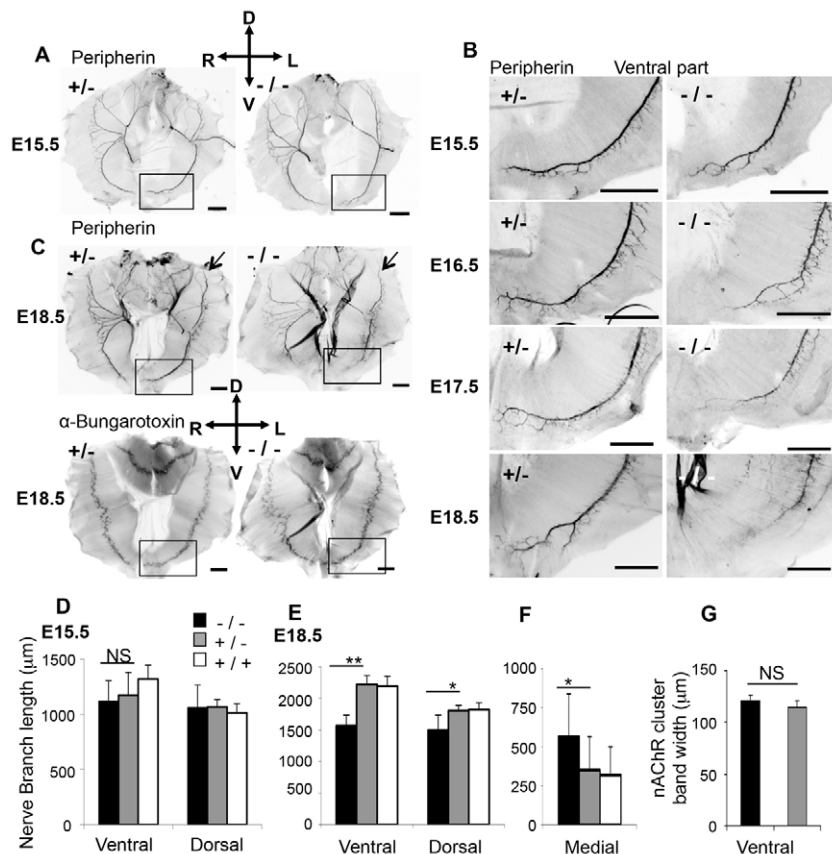 A Peripherin
D
R L
V
+/- - / -
E15.5
B
Peripherin Ventral part
+/- - / -
E15.5
+/- - / -
E16.5
+/- - / -
E17.5
+/- - / -
E18.5
Peripherin
C
+/- - / -
E18.5
D
R L
V
α-Bungarotoxin
+/- - / -
E18.5
D
E15.5
- / -
+ / -
+ / +
Nerve Branch length (μm)
1500
1000
500
0
NS
Ventral Dorsal
E
E18.5
2500
2000
1500
1000
500
0
**
*
Ventral Dorsal
F
1000
750
500
250
0
*
Medial
G
nAChR cluster
band width (μm)
150
100
50
0
NS
Ventral